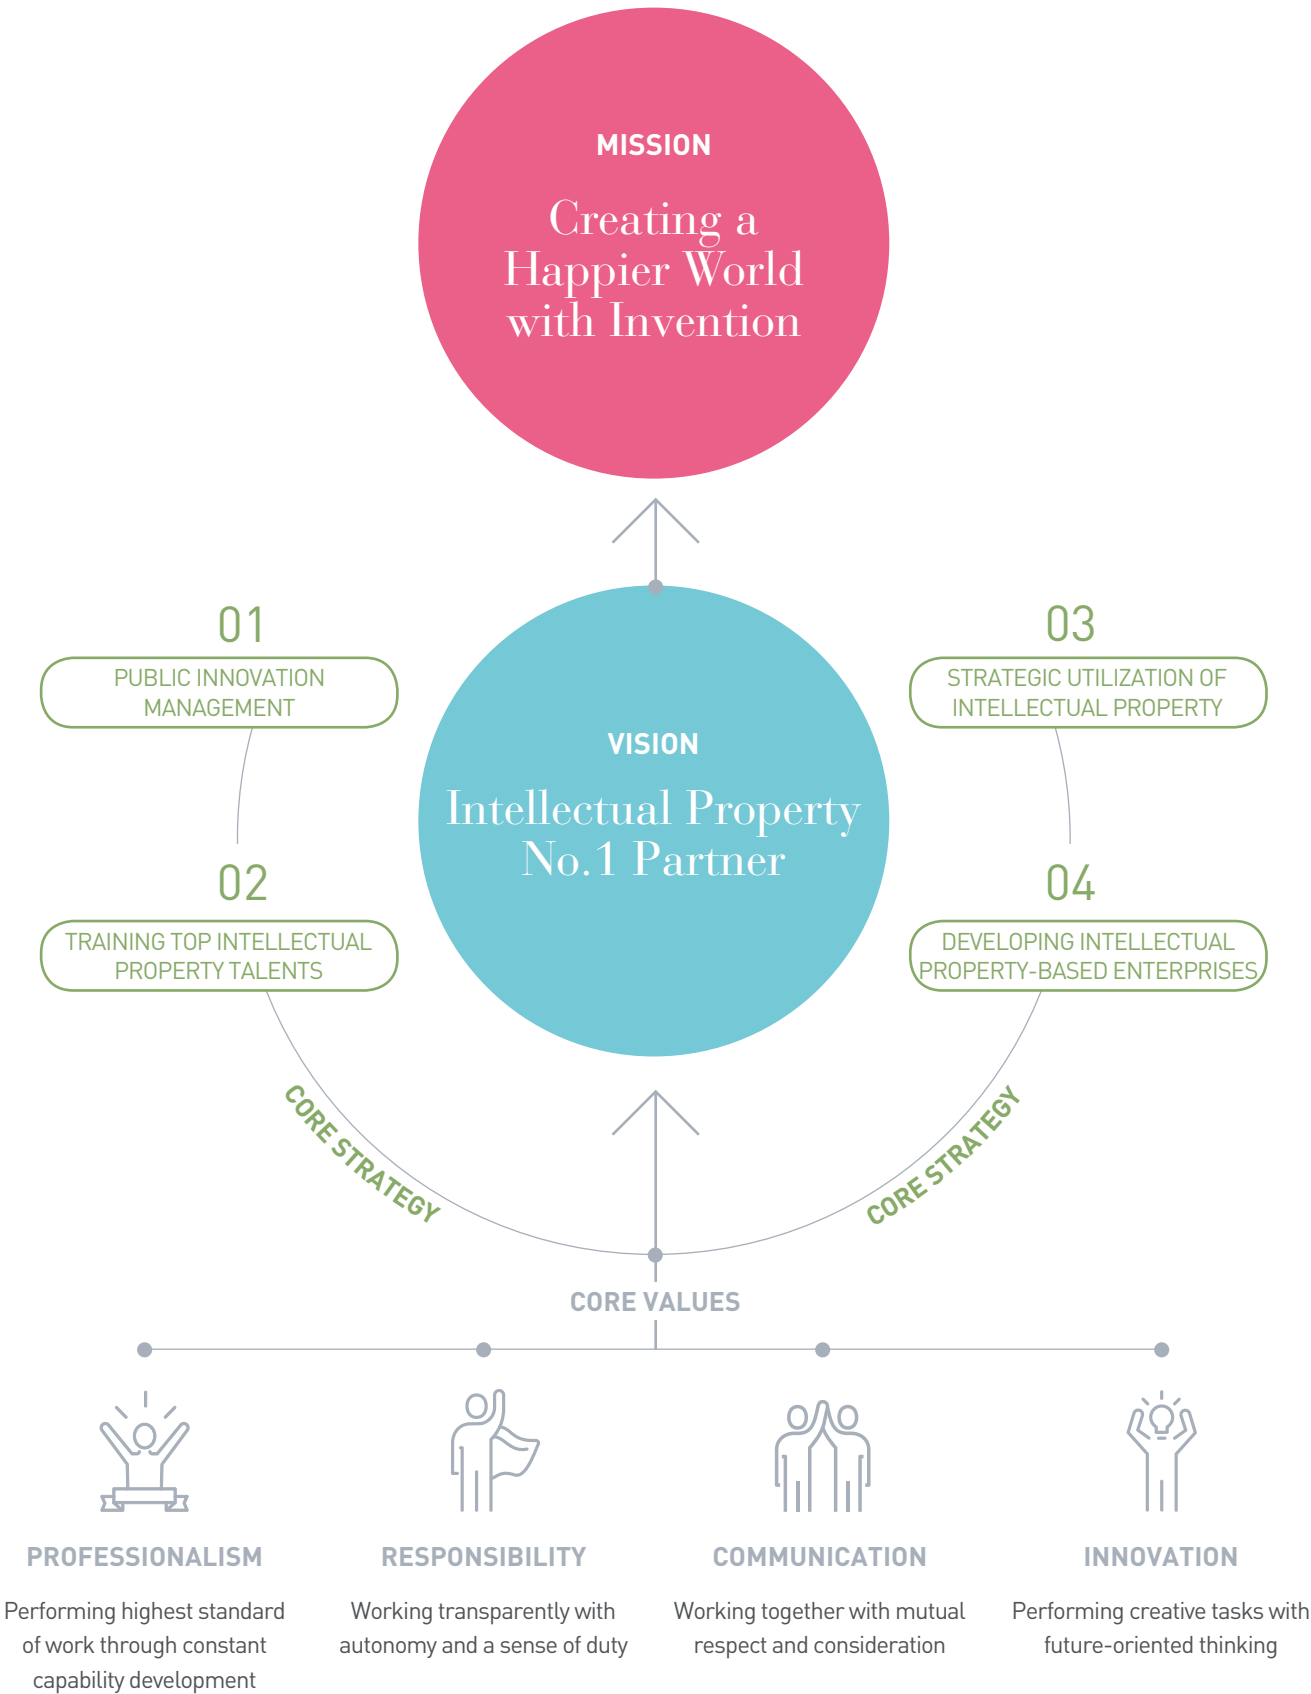 MISSION
Creating a
Happier World
with Invention
01
PUBLIC INNOVATION
MANAGEMENT
02
TRAINING TOP INTELLECTUAL
PROPERTY TALENTS
VISION
Intellectual Property
No.1 Partner
03
STRATEGIC UTILIZATION OF
INTELLECTUAL PROPERTY
04
DEVELOPING INTELLECTUAL
PROPERTY-BASED ENTERPRISES
CORE STRATEGY
CORE STRATEGY
CORE VALUES
PROFESSIONALISM
Performing highest standard
of work through constant
capability development
RESPONSIBILITY
Working transparently with
autonomy and a sense of duty
COMMUNICATION
Working together with mutual
respect and consideration
INNOVATION
Performing creative tasks with
future-oriented thinking